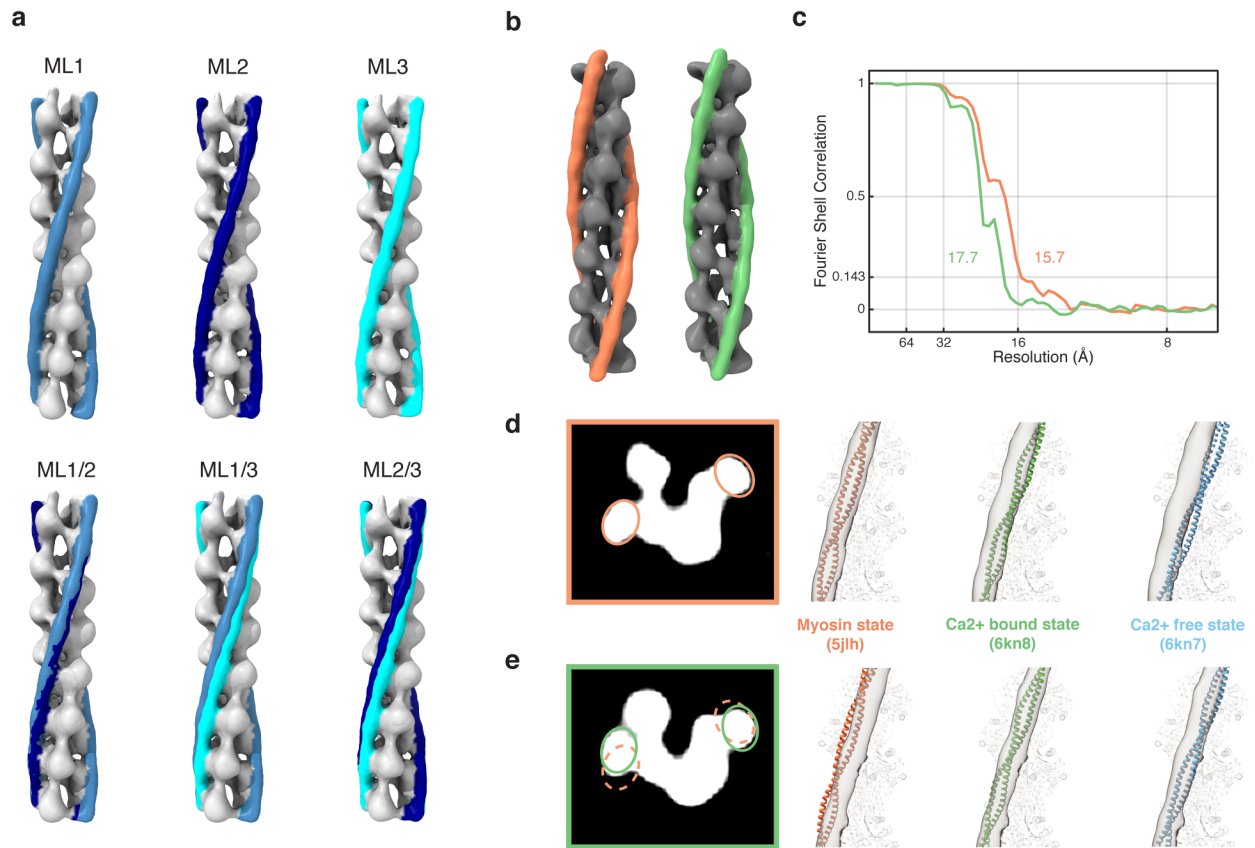 a
ML1
ML2
ML3
ML1/2
ML1/3
ML2/3
b
c
Fourier Shell Correlation
1
0.5
0.143
0
17.7
15.7
64
32
16
8
Resolution (Å)
d
Myosin state
(5jlh)
Ca2+ bound state
(6kn8)
Ca2+ free state
(6kn7)
e